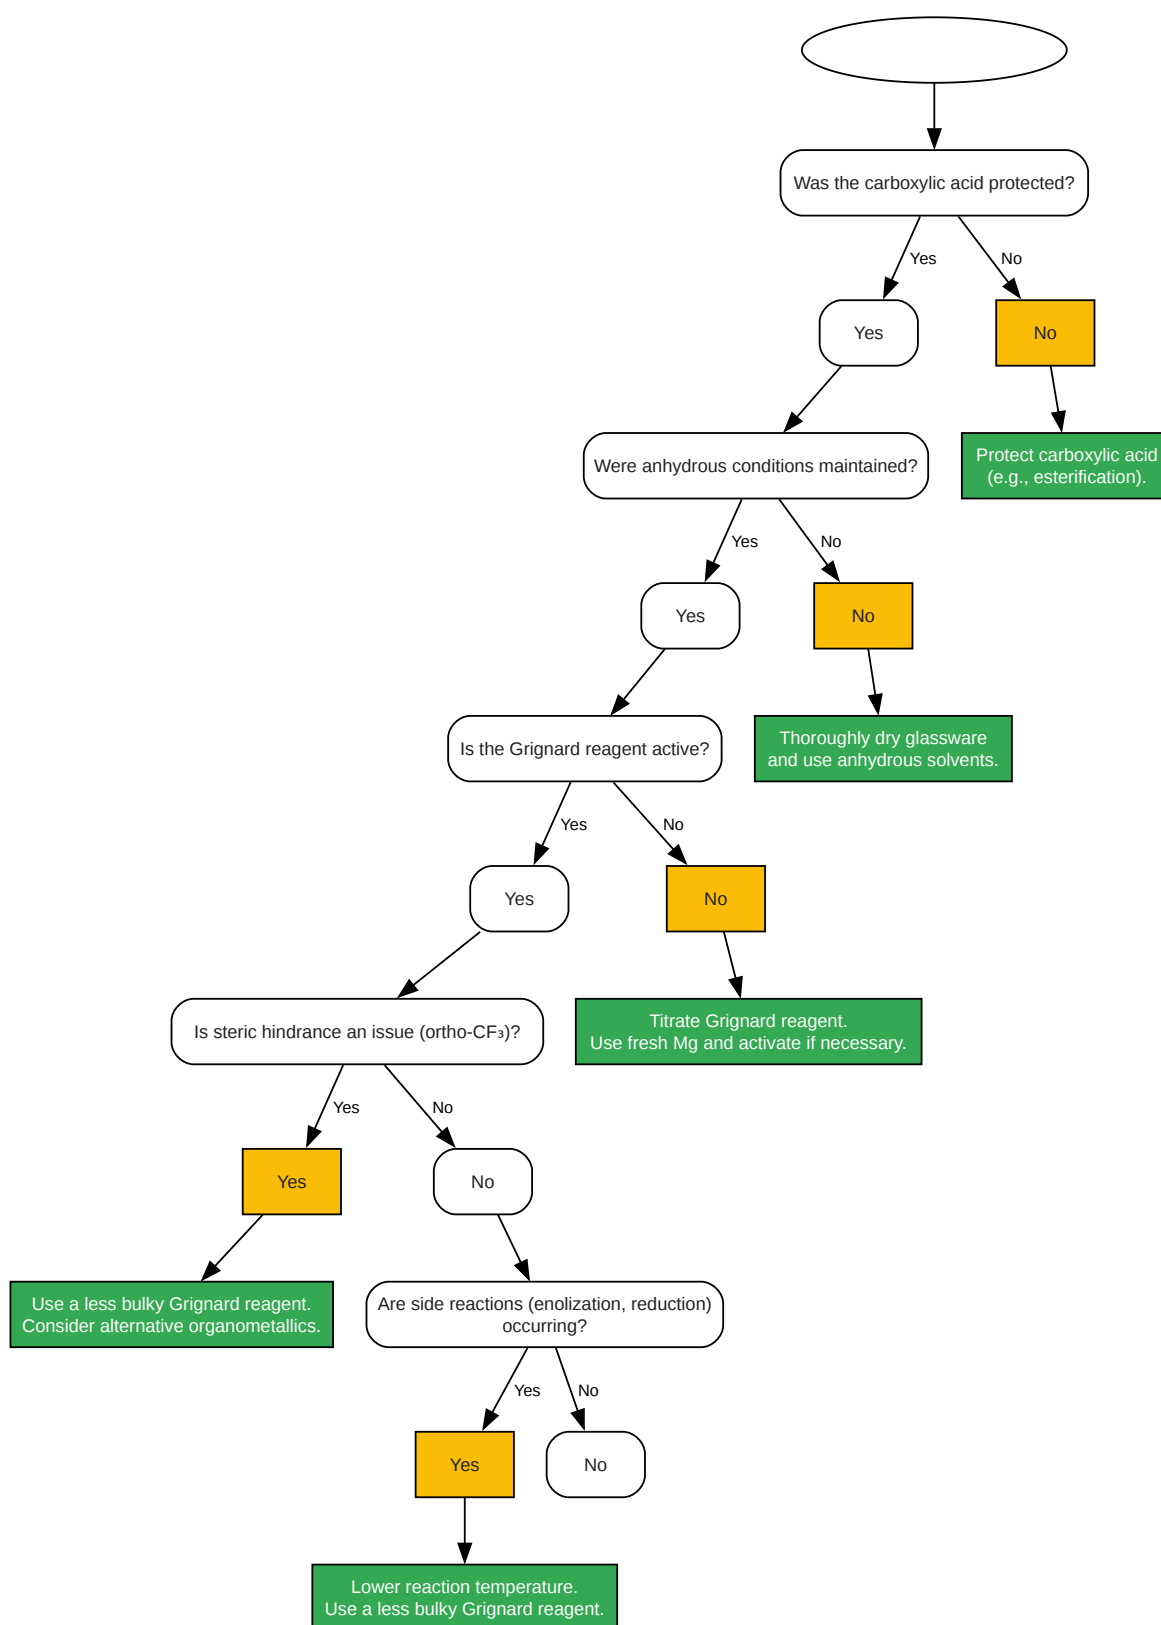 Was the carboxylic acid protected?
Yes
No
Yes
No
Were anhydrous conditions maintained?
Protect carboxylic acid
(e.g., esterification).
Yes
No
Yes
No
Is the Grignard reagent active?
Thoroughly dry glassware
and use anhydrous solvents.
Yes
No
Yes
No
Is steric hindrance an issue (ortho-CF₃)?
Titrate Grignard reagent.
Use fresh Mg and activate if necessary.
Yes
No
Yes
No
Use a less bulky Grignard reagent.
Consider alternative organometallics.
Are side reactions (enolization, reduction)
occurring?
Yes
No
Yes
No
Lower reaction temperature.
Use a less bulky Grignard reagent.